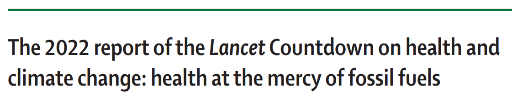 The 2022 report of the Lancet Countdown on health and
climate change: health at the mercy of fossil fuels